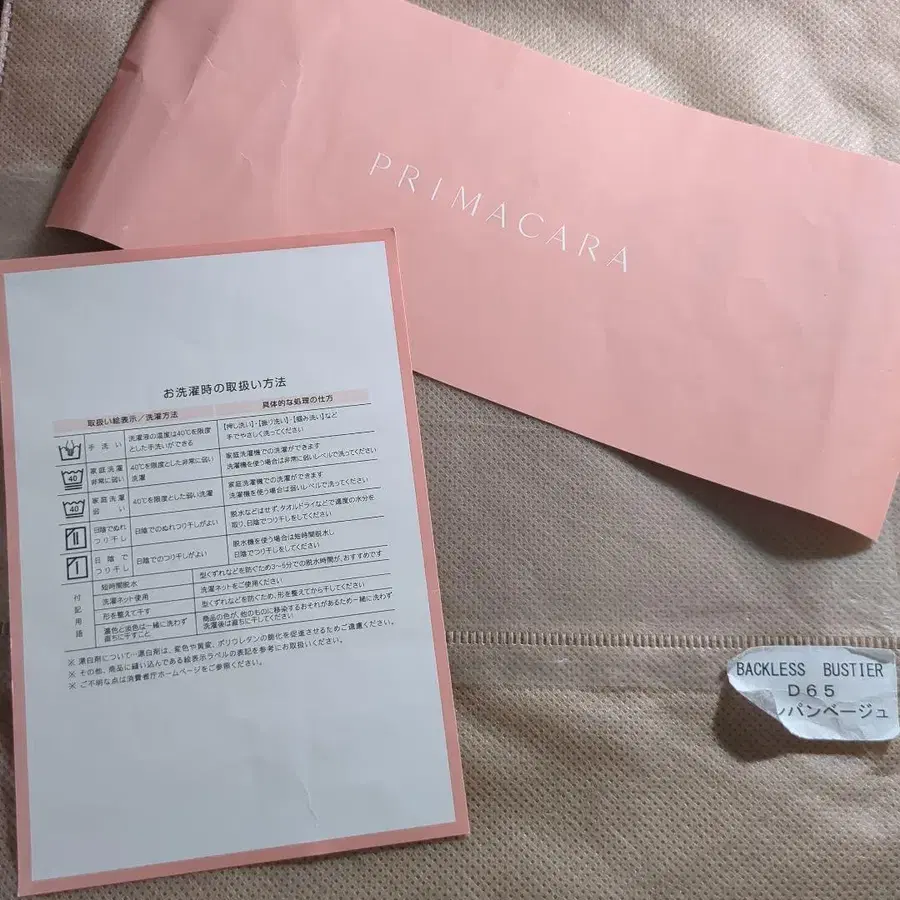 PRIMACARA
お洗濯時の取扱い方法
取扱い絵表示/洗濯方法 具体的な処理の仕方
手洗い 洗濯液の温度は40℃を限度 【押し洗い】・【振り洗い】・【掴み洗い】など
とした手洗いができる 手でやさしく洗ってください
40 家庭洗濯 40℃を限度とした非常に弱い 家庭洗濯機での洗濯ができます
非常に弱い 洗濯 洗濯機を使う場合は非常に弱いレベルで洗ってください
40 家庭洗濯 40℃を限度とした弱い洗濯 家庭洗濯機での洗濯ができます
弱い 洗濯機を使う場合は弱いレベルで洗ってください
日陰でぬれ 日陰でのぬれつり干しがよい 脱水などはせず、タオルドライなどで適度の水分を
つり干し 取り、日陰でつり干しをしてください
日陰で 日陰でのつり干しがよい 脱水機を使う場合は短時間脱水し
つり干し 日陰でつり干しをしてください
付記用語
短時間脱水 型くずれなどを防ぐため3~5分での脱水時間が、おすすめです
洗濯ネット使用 洗濯ネットをご使用ください
形を整えて干す 型くずれなどを防ぐため、形を整えてから干してください
濃色と淡色は一緒に洗わず 商品の色が、他のものに移染するおそれがあるため一緒に洗わず
直ちに干すこと 洗濯後は直ちに干してください
※ 漂白剤について…漂白剤は、変色や黄変、ポリウレタンの脆化を促進させるためご遠慮ください。
※ その他、商品に縫い込んである絵表示ラベルの表記を参考にお取扱いください。
※ ご不明な点は消費者庁ホームページをご参照ください。
BACKLESS BUSTIER
D65
パンベージュ